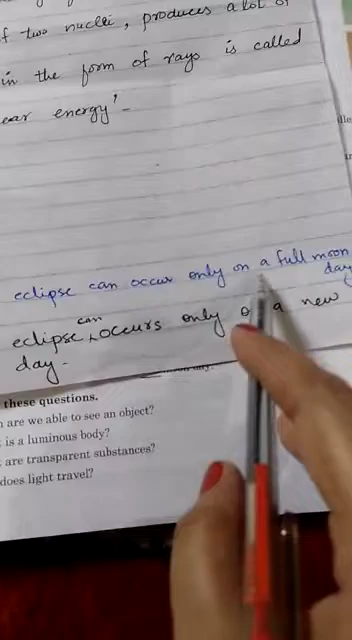 of two nuclei, produces a lot of
in the form of rays is called
ear energy'.
eclipse can occur only on a full moon
day
can
eclipse occurs only o a new
day.
these questions.
are we able to see an object?
is a luminous body?
are transparent substances?
does light travel?